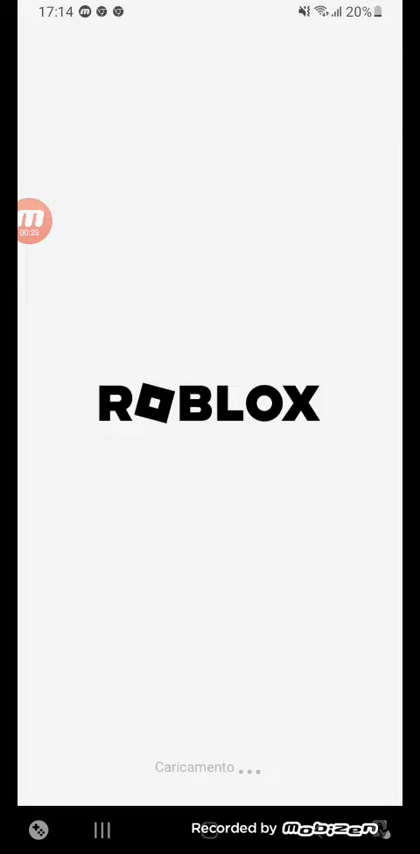 17:14
20%
00:25
ROBLOX
Caricamento ...
Recorded by mobizen